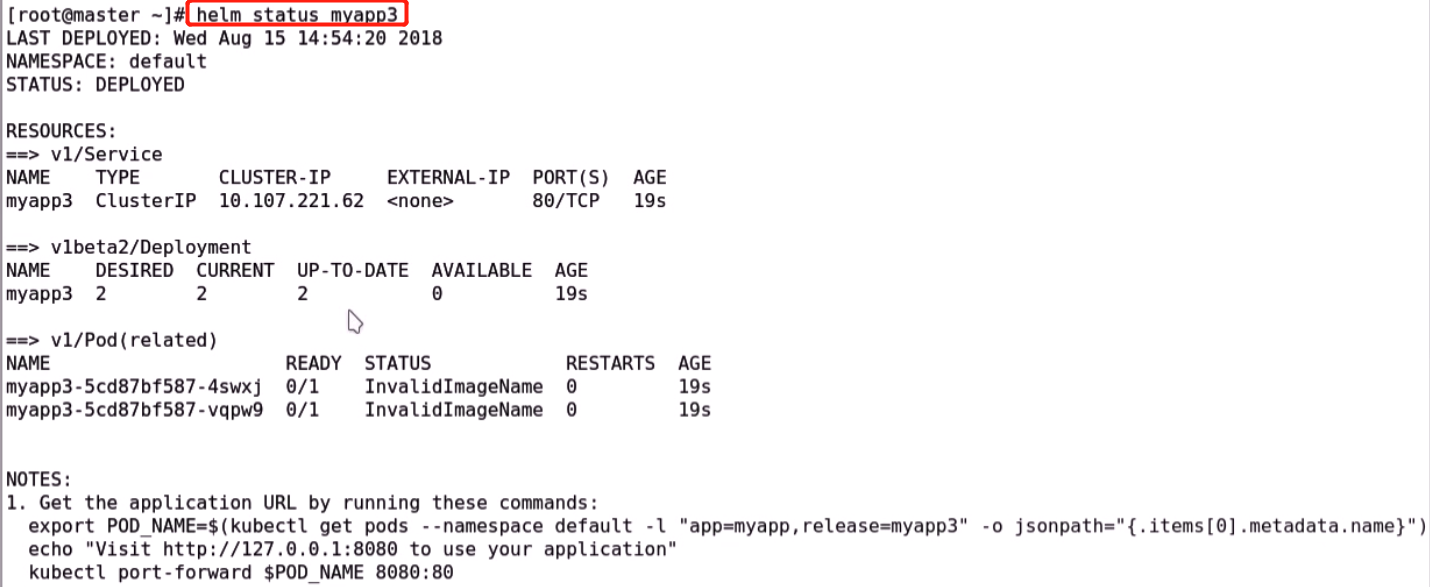 [root@master ~]# helm status myapp3
LAST DEPLOYED: Wed Aug 15 14:54:20 2018
NAMESPACE: default
STATUS: DEPLOYED
RESOURCES:
==> v1/Service
NAME    TYPE       CLUSTER-IP     EXTERNAL-IP  PORT(S)  AGE
myapp3  ClusterIP  10.107.221.62  <none>       80/TCP   19s
==> v1beta2/Deployment
NAME    DESIRED  CURRENT  UP-TO-DATE  AVAILABLE  AGE
myapp3  2        2        2           0          19s
==> v1/Pod(related)
NAME                     READY  STATUS            RESTARTS  AGE
myapp3-5cd87bf587-4swxj  0/1    InvalidImageName  0         19s
myapp3-5cd87bf587-vqpw9  0/1    InvalidImageName  0         19s
NOTES:
1. Get the application URL by running these commands:
  export POD_NAME=$(kubectl get pods --namespace default -l "app=myapp,release=myapp3" -o jsonpath="{.items[0].metadata.name}")
  echo "Visit http://127.0.0.1:8080 to use your application"
  kubectl port-forward $POD_NAME 8080:80